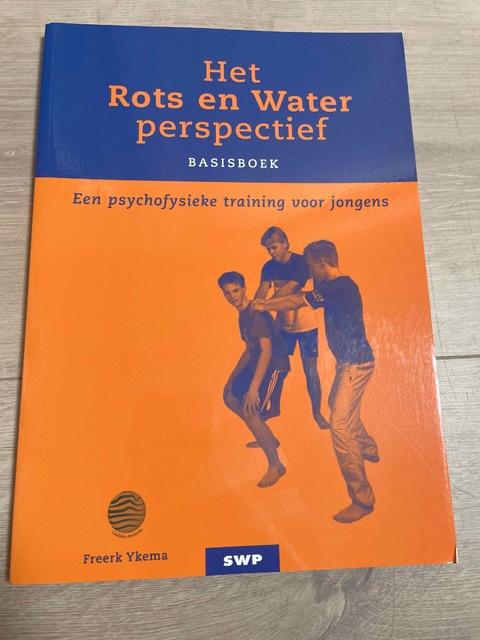 Het
Rots en Water
perspectief
BASISBOEK
Een psychofysieke training voor jongens
Freerk Ykema
SWP